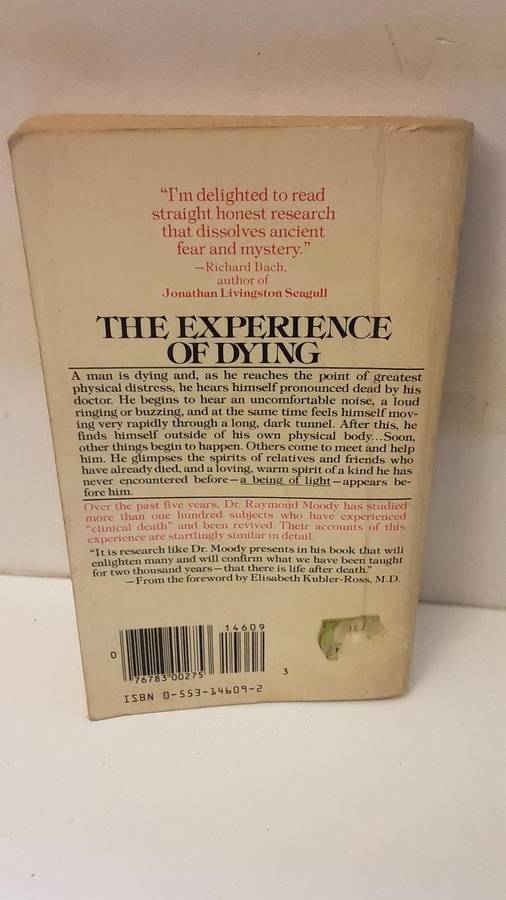 "I'm delighted to read
straight honest research
that dissolves ancient
fear and mystery."
—Richard Bach,
author of
Jonathan Livingston Seagull
THE EXPERIENCE
OF DYING
A man is dying and, as he reaches the point of greatest
physical distress, he hears himself pronounced dead by his
doctor. He begins to hear an uncomfortable noise, a loud
ringing or buzzing, and at the same time feels himself mov-
ing very rapidly through a long, dark tunnel. After this, he
finds himself outside of his own physical body...Soon,
other things begin to happen. Others come to meet and help
him. He glimpses the spirits of relatives and friends who
have already died, and a loving, warm spirit of a kind he has
never encountered before—a being of light—appears be-
fore him.
Over the past five years, Dr. Raymond Moody has studied
more than one hundred subjects who have experienced
"clinical death" and been revived. Their accounts of this
experience are startlingly similar in detail.
"It is research like Dr. Moody presents in his book that will
enlighten many and will confirm what we have been taught
for two thousand years—that there is life after death."
—From the foreword by Elisabeth Kubler-Ross, M.D.
14609
0 76783 00275 3
ISBN 0-553-14609-2